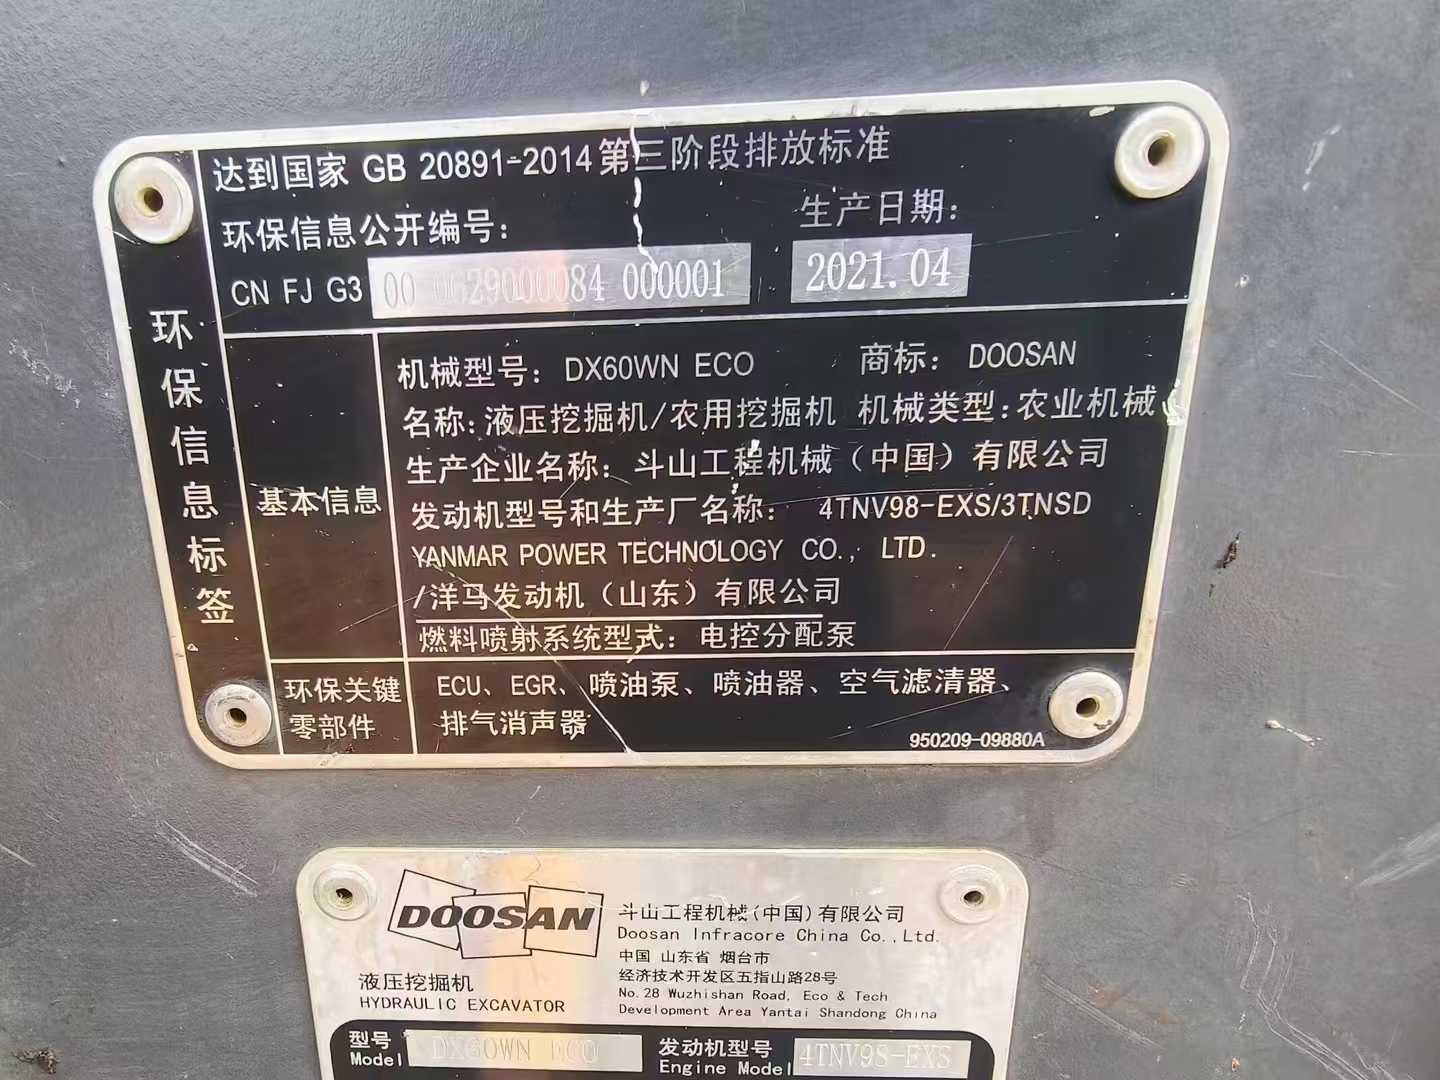 达到国家 GB 20891-2014第三阶段排放标准
环保信息公开编号：
生产日期：
CN FJ G3 000001
2021.04
环保信息标签
基本信息
机械型号：DX60WN ECO 商标：DOOSAN
名称：液压挖掘机/农用挖掘机 机械类型：农业机械
生产企业名称：斗山工程机械（中国）有限公司
发动机型号和生产厂名称： 4TNV98-EXS/3TNSD
YANMAR POWER TECHNOLOGY CO., LTD.
/洋马发动机（山东）有限公司
燃料喷射系统型式：电控分配泵
环保关键
零部件
ECU、EGR、喷油泵、喷油器、空气滤清器、
排气消声器
950209-09880A
DOOSAN
斗山工程机械(中国)有限公司
Doosan Infracore China Co.,Ltd.
中国 山东省 烟台市
经济技术开发区五指山路28号
No.28 Wuzhishan Road, Eco & Tech
Development Area Yantai Shandong China
液压挖掘机
HYDRAULIC EXCAVATOR
型号
Model DX60WN ECO
发动机型号
Engine Model 4TNV98-EXS